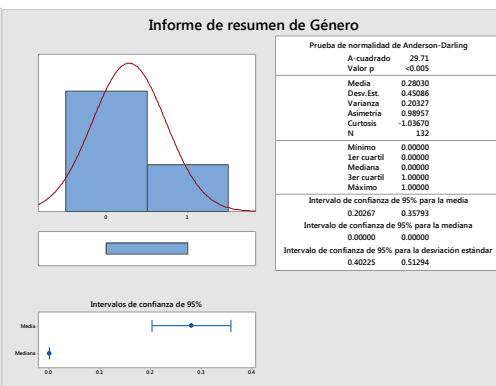 Informe de resumen de Género
Prueba de normalidad de Anderson-Darling
A-cuadrado 29.71
Valor p <0.005
Media 0.28030
Desv.Est. 0.45086
Varianza 0.20327
Asimetría 0.98957
Curtosis -1.03670
N 132
Mínimo 0.00000
1er cuartil 0.00000
Mediana 0.00000
3er cuartil 1.00000
Máximo 1.00000
Intervalo de confianza de 95% para la media
0.20267 0.35793
Intervalo de confianza de 95% para la mediana
0.00000 0.00000
Intervalo de confianza de 95% para la desviación estándar
0.40225 0.51294
0 1
Intervalos de confianza de 95%
Media
Mediana
0.0 0.1 0.2 0.3 0.4